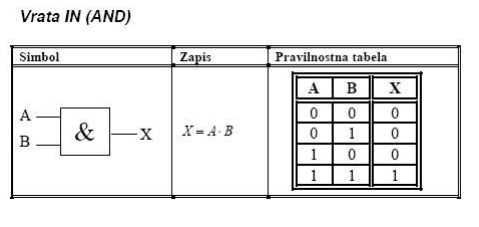 Vrata IN (AND)
Simbol Zapis Pravilnostna tabela
A B X
A 0 0 0
B & X X = A · B 0 1 0
1 0 0
1 1 1